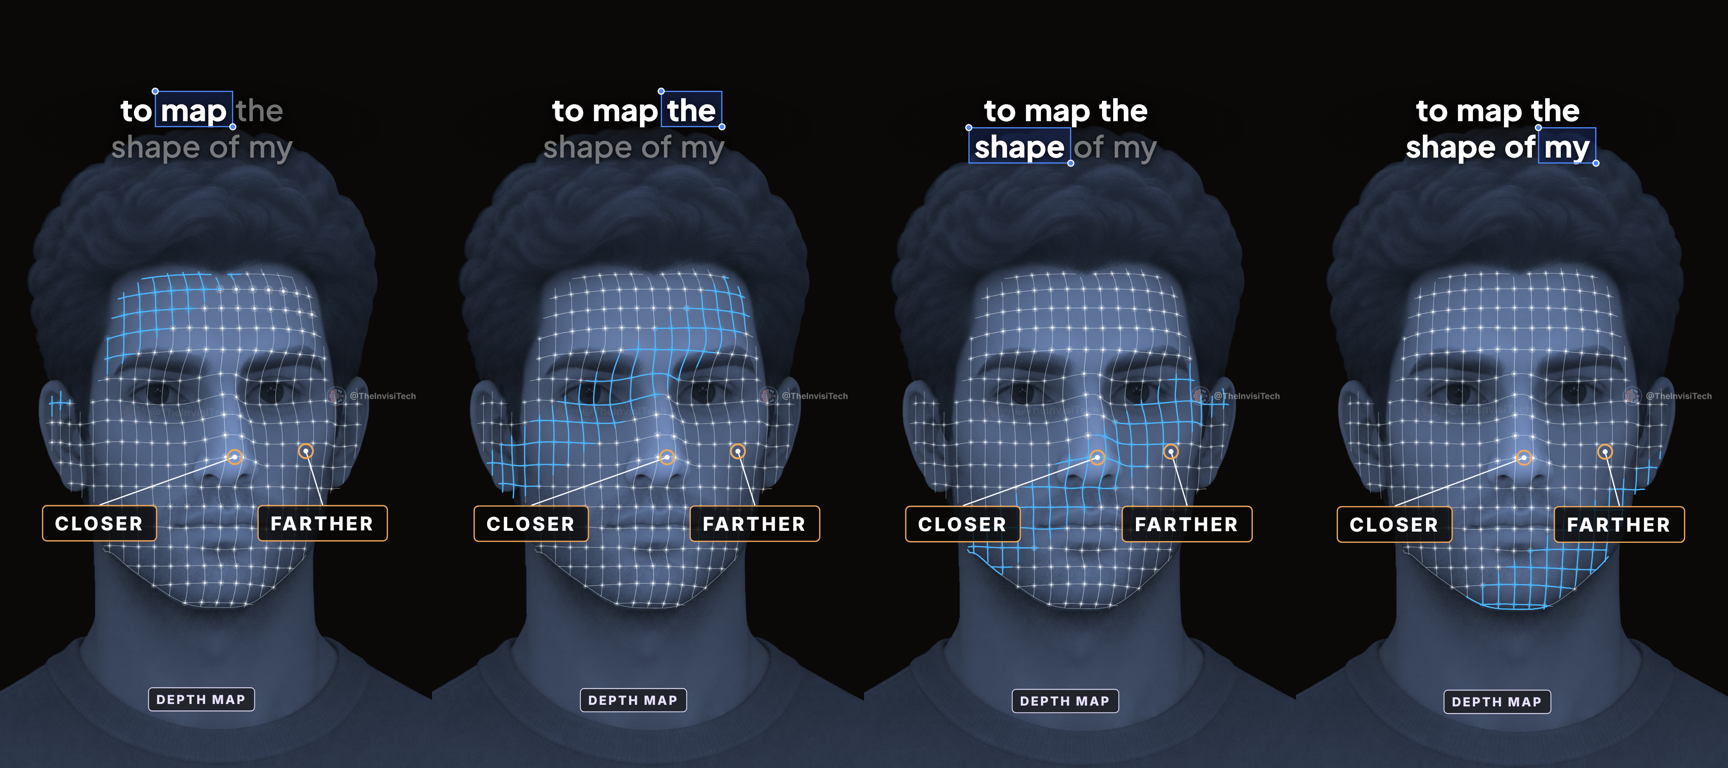 to map the
shape of my
@TheInvisiTech
CLOSER
FARTHER
DEPTH MAP
to map the
shape of my
@TheInvisiTech
CLOSER
FARTHER
DEPTH MAP
to map the
shape of my
@TheInvisiTech
CLOSER
FARTHER
DEPTH MAP
to map the
shape of my
@TheInvisiTech
CLOSER
FARTHER
DEPTH MAP